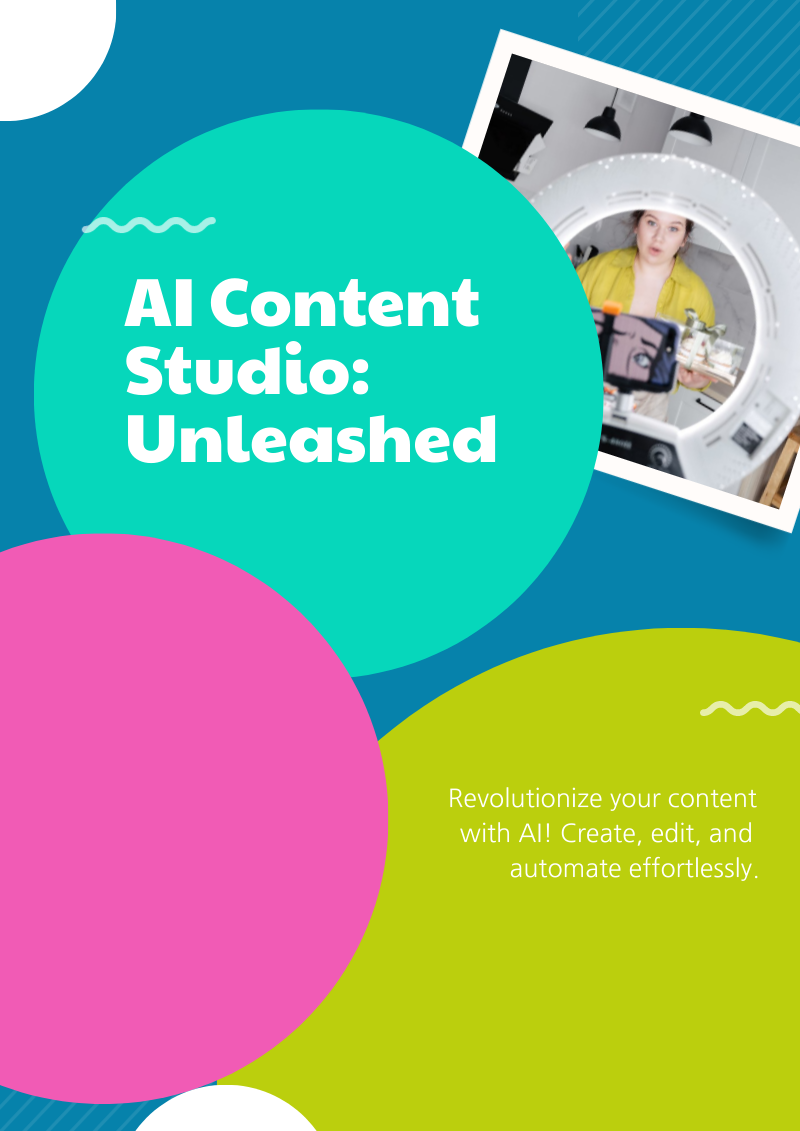 AI Content
Studio:
Unleashed
Revolutionize your content
with AI! Create, edit, and
automate effortlessly.